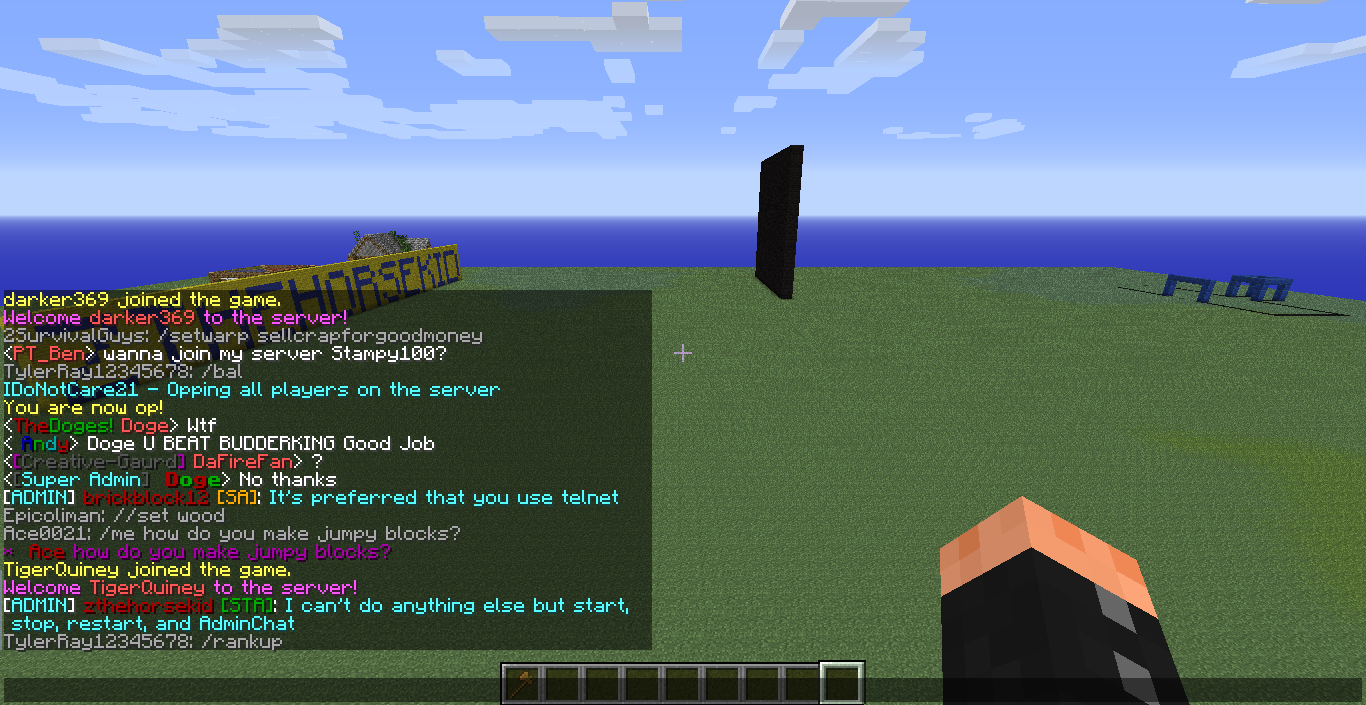 THEHORSEKID
darker369 joined the game.
Welcome darker369 to the server!
2SurvivalGuys: /setwarp sellcrapforgoodmoney
<PT_Ben> wanna join my server Stampy100?
TylerRay12345678: /bal
IDoNotCare21 - Opping all players on the server
You are now op!
<TheDoges! Doge> Wtf
< Andy> Doge U BEAT BUDDERKING Good Job
<[Creative-Gaurd] DaFireFan> ?
<[Super Admin] Doge> No thanks
[ADMIN] brickblock12 [SA]: It's preferred that you use telnet
Epicoliman: //set wood
Ace0021: /me how do you make jumpy blocks?
* Ace how do you make jumpy blocks?
TigerQuiney joined the game.
Welcome TigerQuiney to the server!
[ADMIN] zthehorsekid [STA]: I can't do anything else but start,
stop, restart, and AdminChat
TylerRay12345678: /rankup